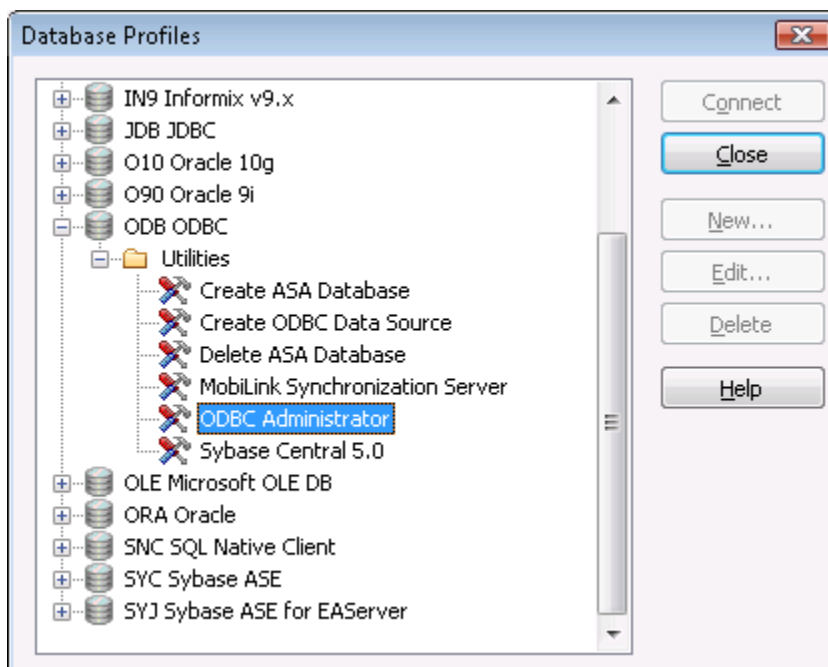 Database Profiles
IN9 Informix v9.x
JDB JDBC
O10 Oracle 10g
O90 Oracle 9i
ODB ODBC
Utilities
Create ASA Database
Create ODBC Data Source
Delete ASA Database
MobiLink Synchronization Server
ODBC Administrator
Sybase Central 5.0
OLE Microsoft OLE DB
ORA Oracle
SNC SQL Native Client
SYC Sybase ASE
SYJ Sybase ASE for EAServer
Connect
Close
New...
Edit...
Delete
Help